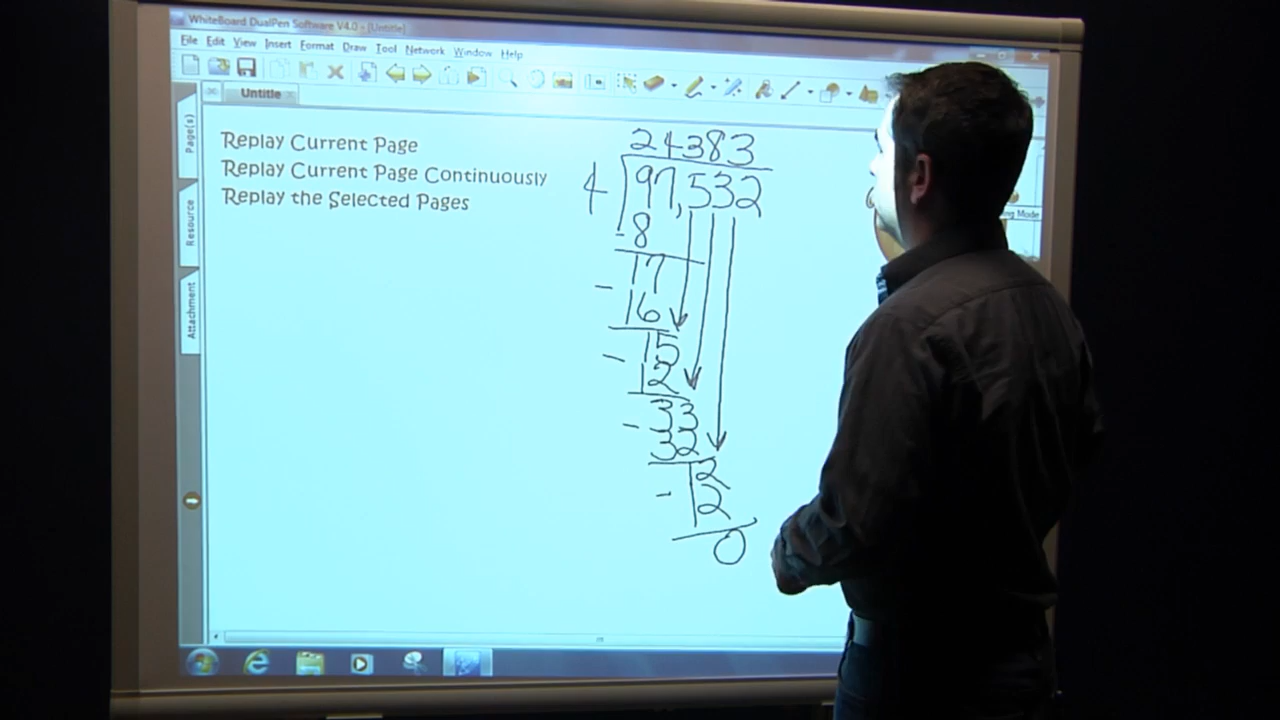 WhiteBoard DualPen Software V4.0 - [Untitle]
File Edit View Insert Format Draw Tool Network Window Help
Untitle
Page(s)
Resource
Attachment
Replay Current Page
Replay Current Page Continuously
Replay the Selected Pages
24383
4 97,532
- 8
17
- 16
15
- 12
33
- 32
12
- 12
0
ing Mode